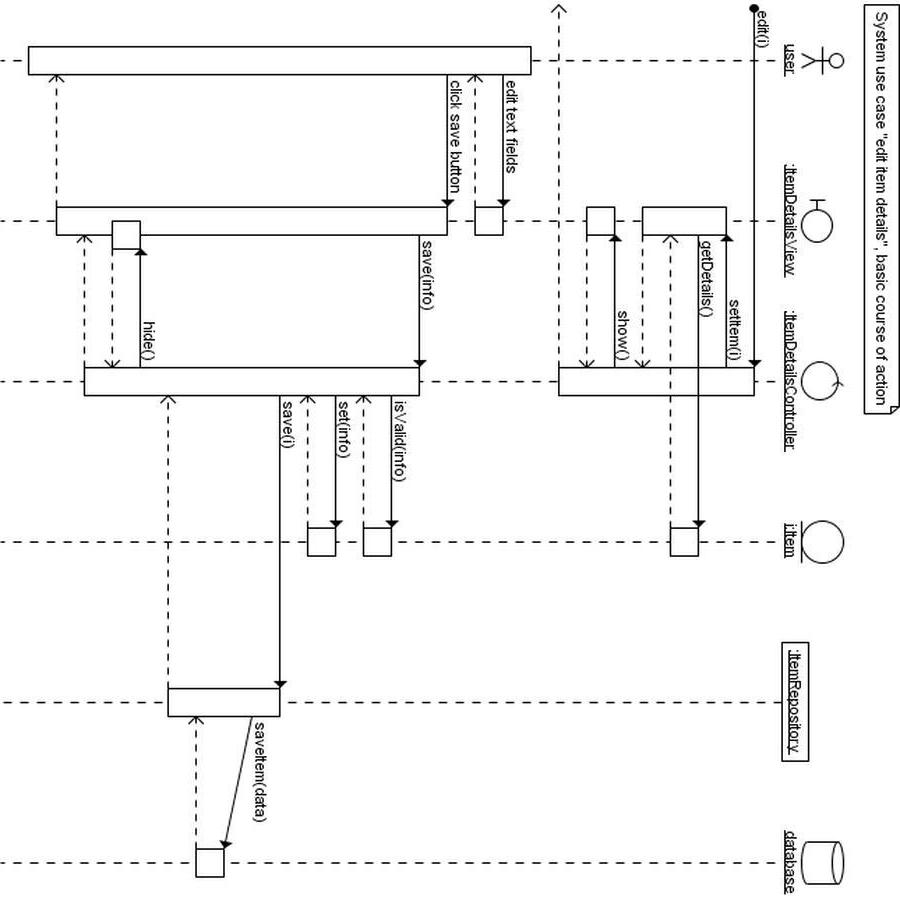 System use case "edit item details", basic course of action
user
:ItemDetailsView
:ItemDetailsController
i:Item
:ItemRepository
database
edit(i)
setItem(i)
getDetails()
show()
edit text fields
click save button
save(info)
isValid(info)
set(info)
save(i)
saveItem(data)
hide()